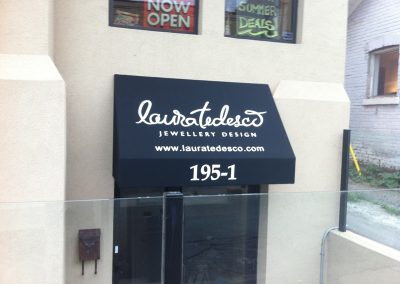 NOW
OPEN
SUMMER
DEALS
lauratedesco
JEWELLERY DESIGN
www.lauratedesco.com
195-1